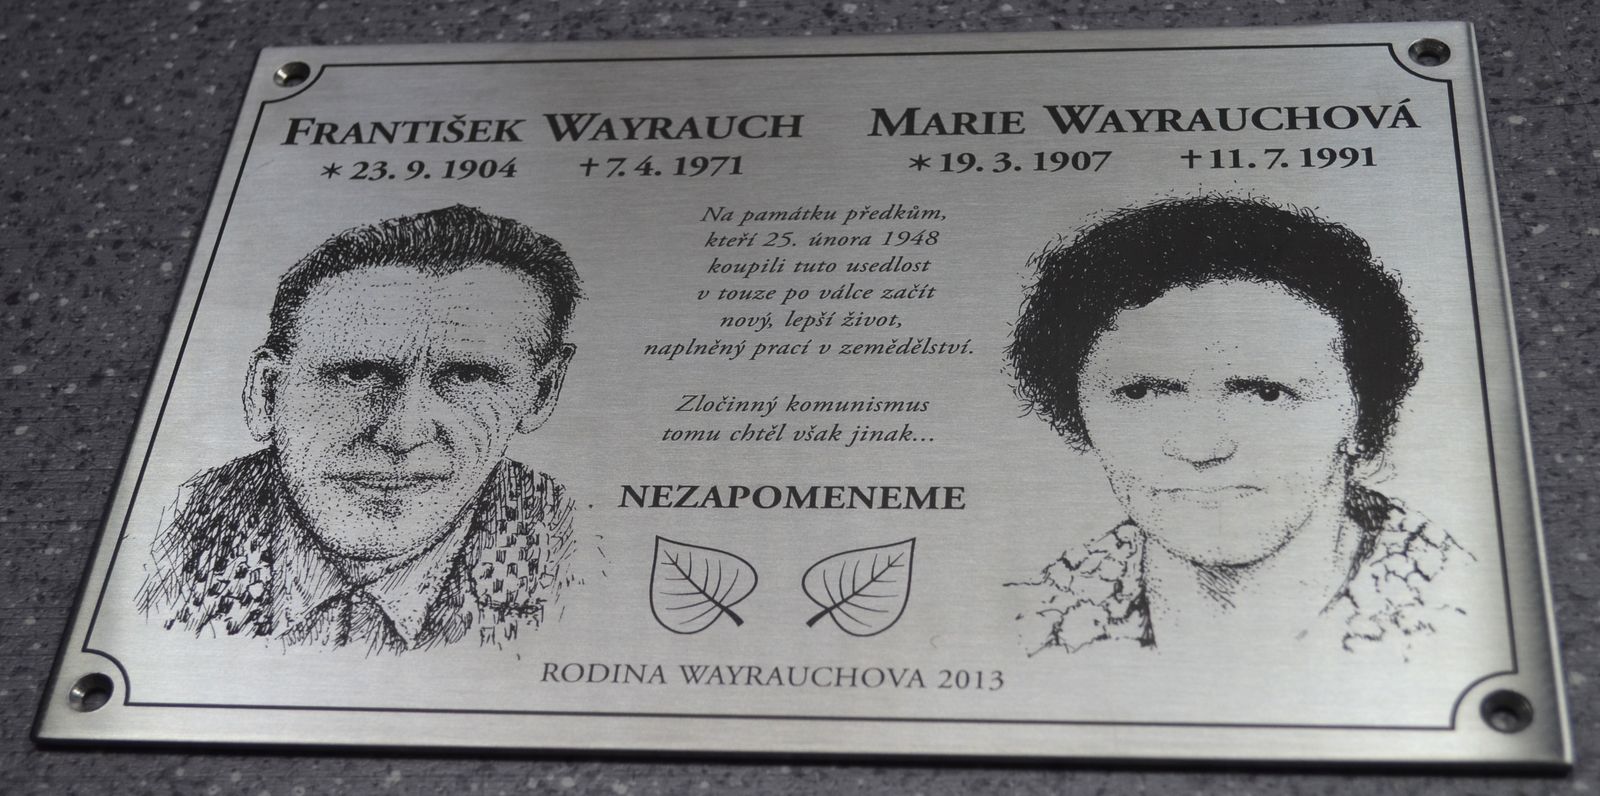 František Wayrauch
* 23. 9. 1904 † 7. 4. 1971
Marie Wayrauchová
* 19. 3. 1907 † 11. 7. 1991
Na památku předkům,
kteří 25. února 1948
koupili tuto usedlost
v touze po válce začít
nový, lepší život,
naplněný prací v zemědělství.
Zločinný komunismus
tomu chtěl však jinak...
NEZAPOMENEME
RODINA WAYRAUCHOVA 2013